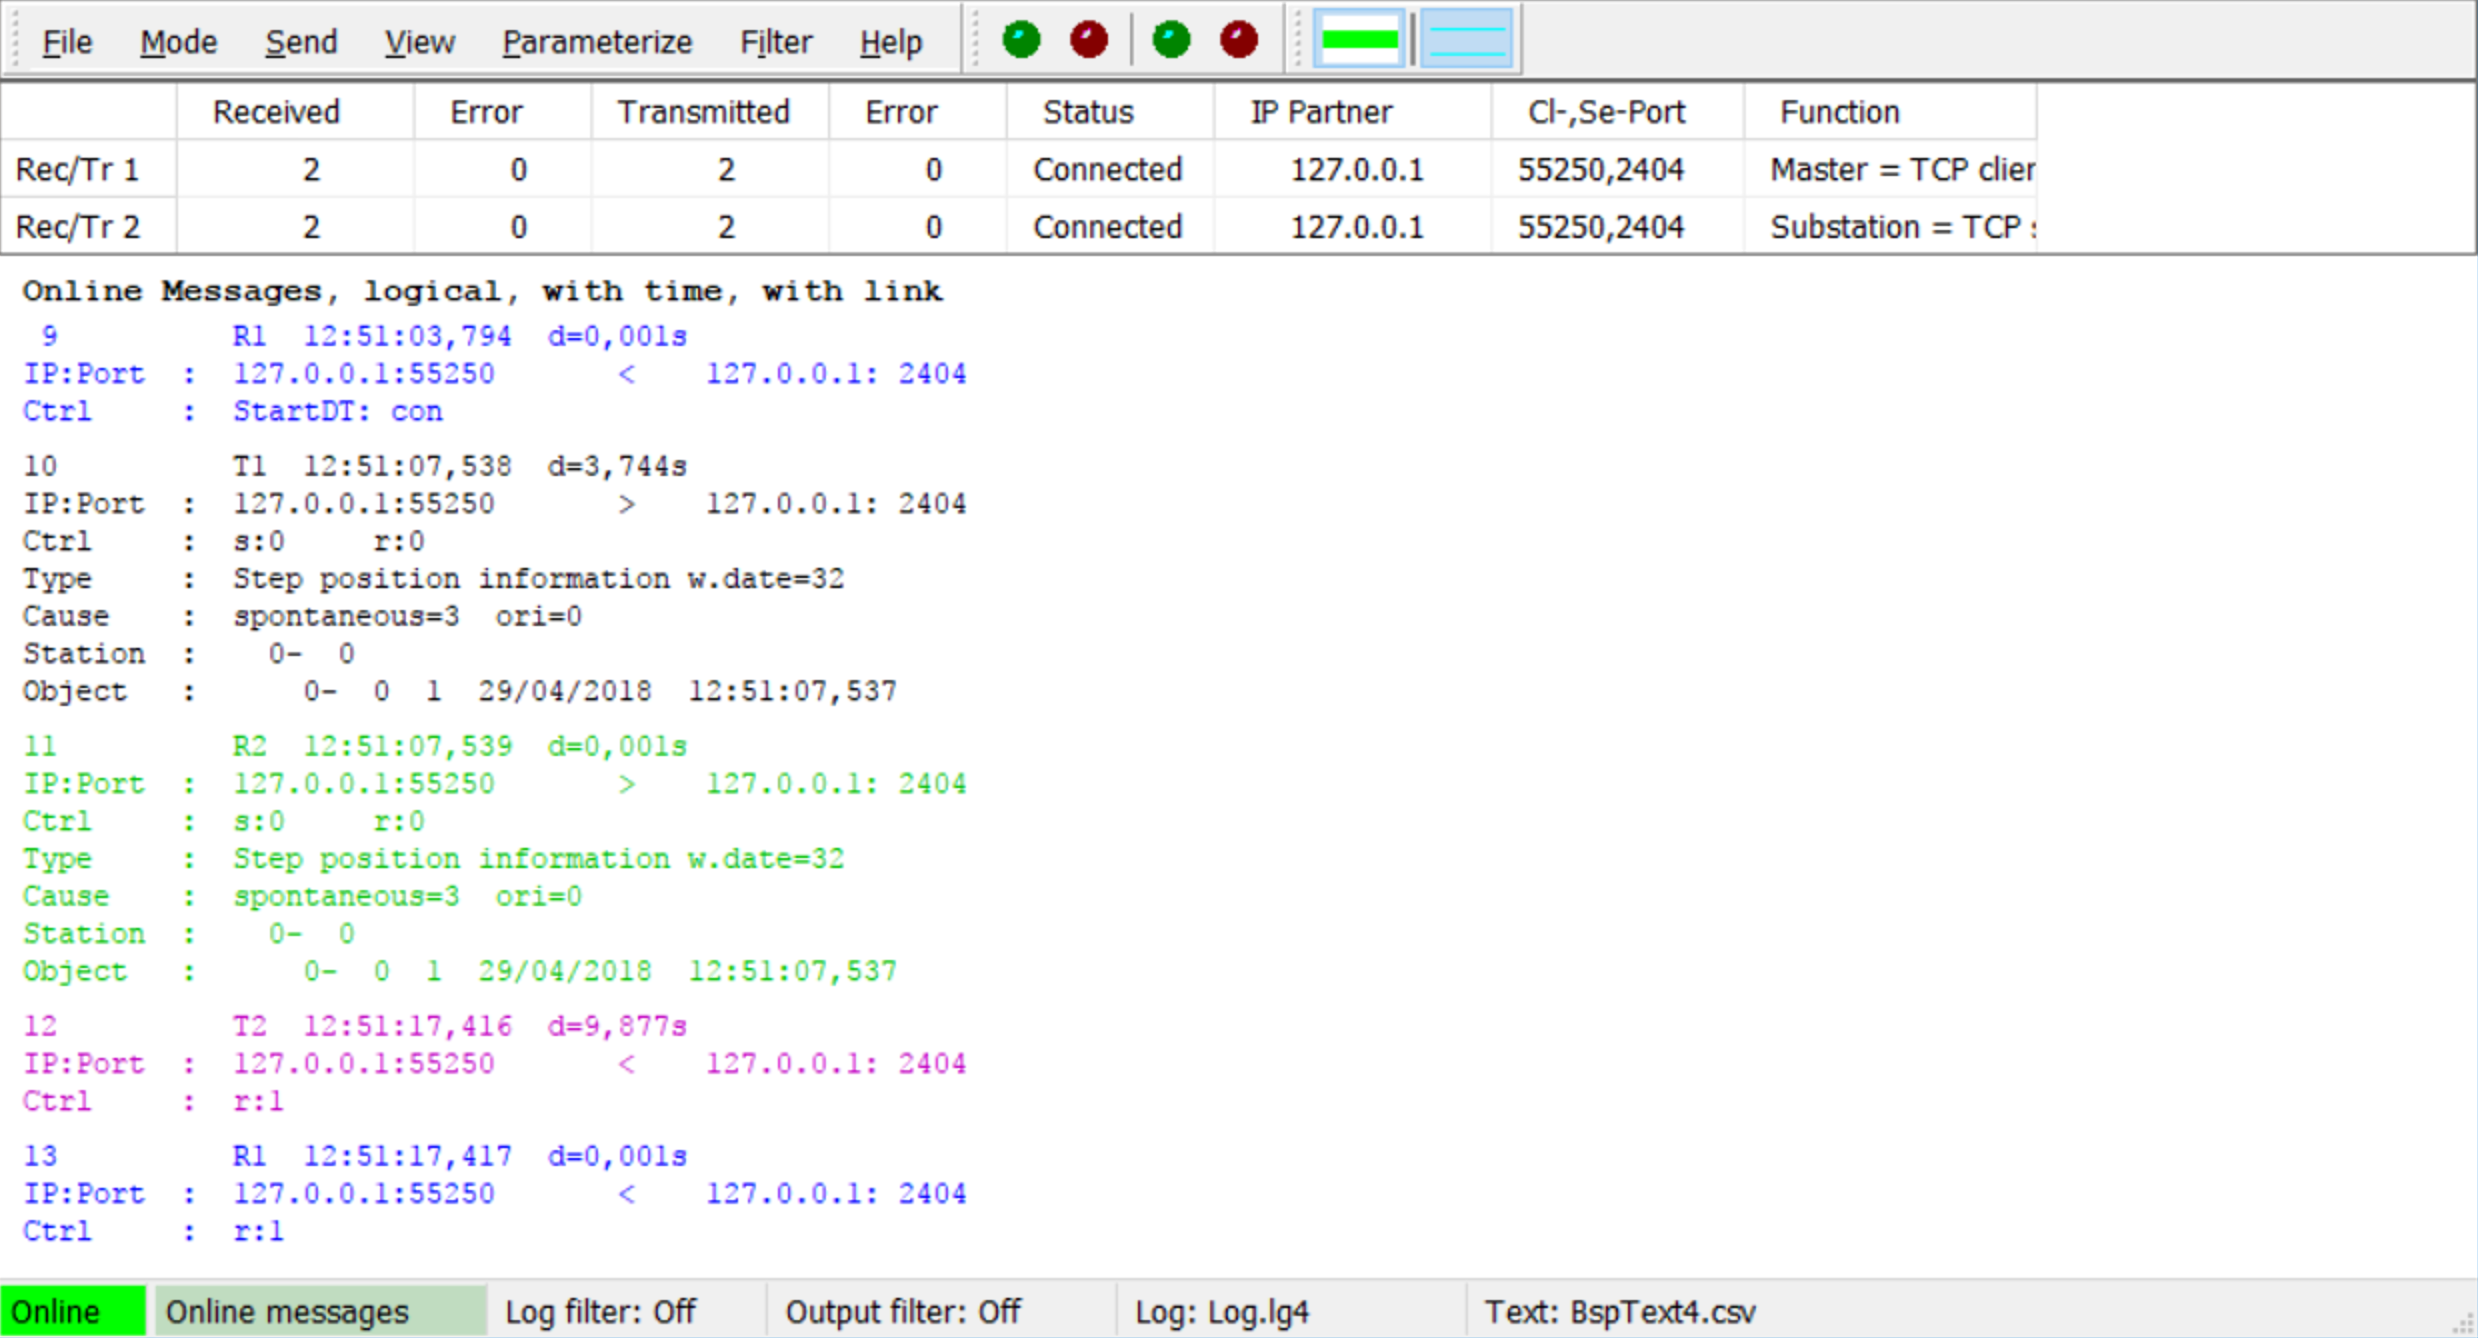 File Mode Send View Parameterize Filter Help
Received Error Transmitted Error Status IP Partner Cl-,Se-Port Function
Rec/Tr 1 2 0 2 0 Connected 127.0.0.1 55250,2404 Master = TCP clien
Rec/Tr 2 2 0 2 0 Connected 127.0.0.1 55250,2404 Substation = TCP
Online Messages, logical, with time, with link
9 R1 12:51:03,794 d=0,001s
IP:Port : 127.0.0.1:55250 < 127.0.0.1: 2404
Ctrl : StartDT: con
10 T1 12:51:07,538 d=3,744s
IP:Port : 127.0.0.1:55250 > 127.0.0.1: 2404
Ctrl : s:0 r:0
Type : Step position information w.date=32
Cause : spontaneous=3 ori=0
Station : 0- 0
Object : 0- 0 1 29/04/2018 12:51:07,537
11 R2 12:51:07,539 d=0,001s
IP:Port : 127.0.0.1:55250 > 127.0.0.1: 2404
Ctrl : s:0 r:0
Type : Step position information w.date=32
Cause : spontaneous=3 ori=0
Station : 0- 0
Object : 0- 0 1 29/04/2018 12:51:07,537
12 T2 12:51:17,416 d=9,877s
IP:Port : 127.0.0.1:55250 < 127.0.0.1: 2404
Ctrl : r:1
13 R1 12:51:17,417 d=0,001s
IP:Port : 127.0.0.1:55250 < 127.0.0.1: 2404
Ctrl : r:1
Online Online messages Log filter: Off Output filter: Off Log: Log.lg4 Text: BspText4.csv